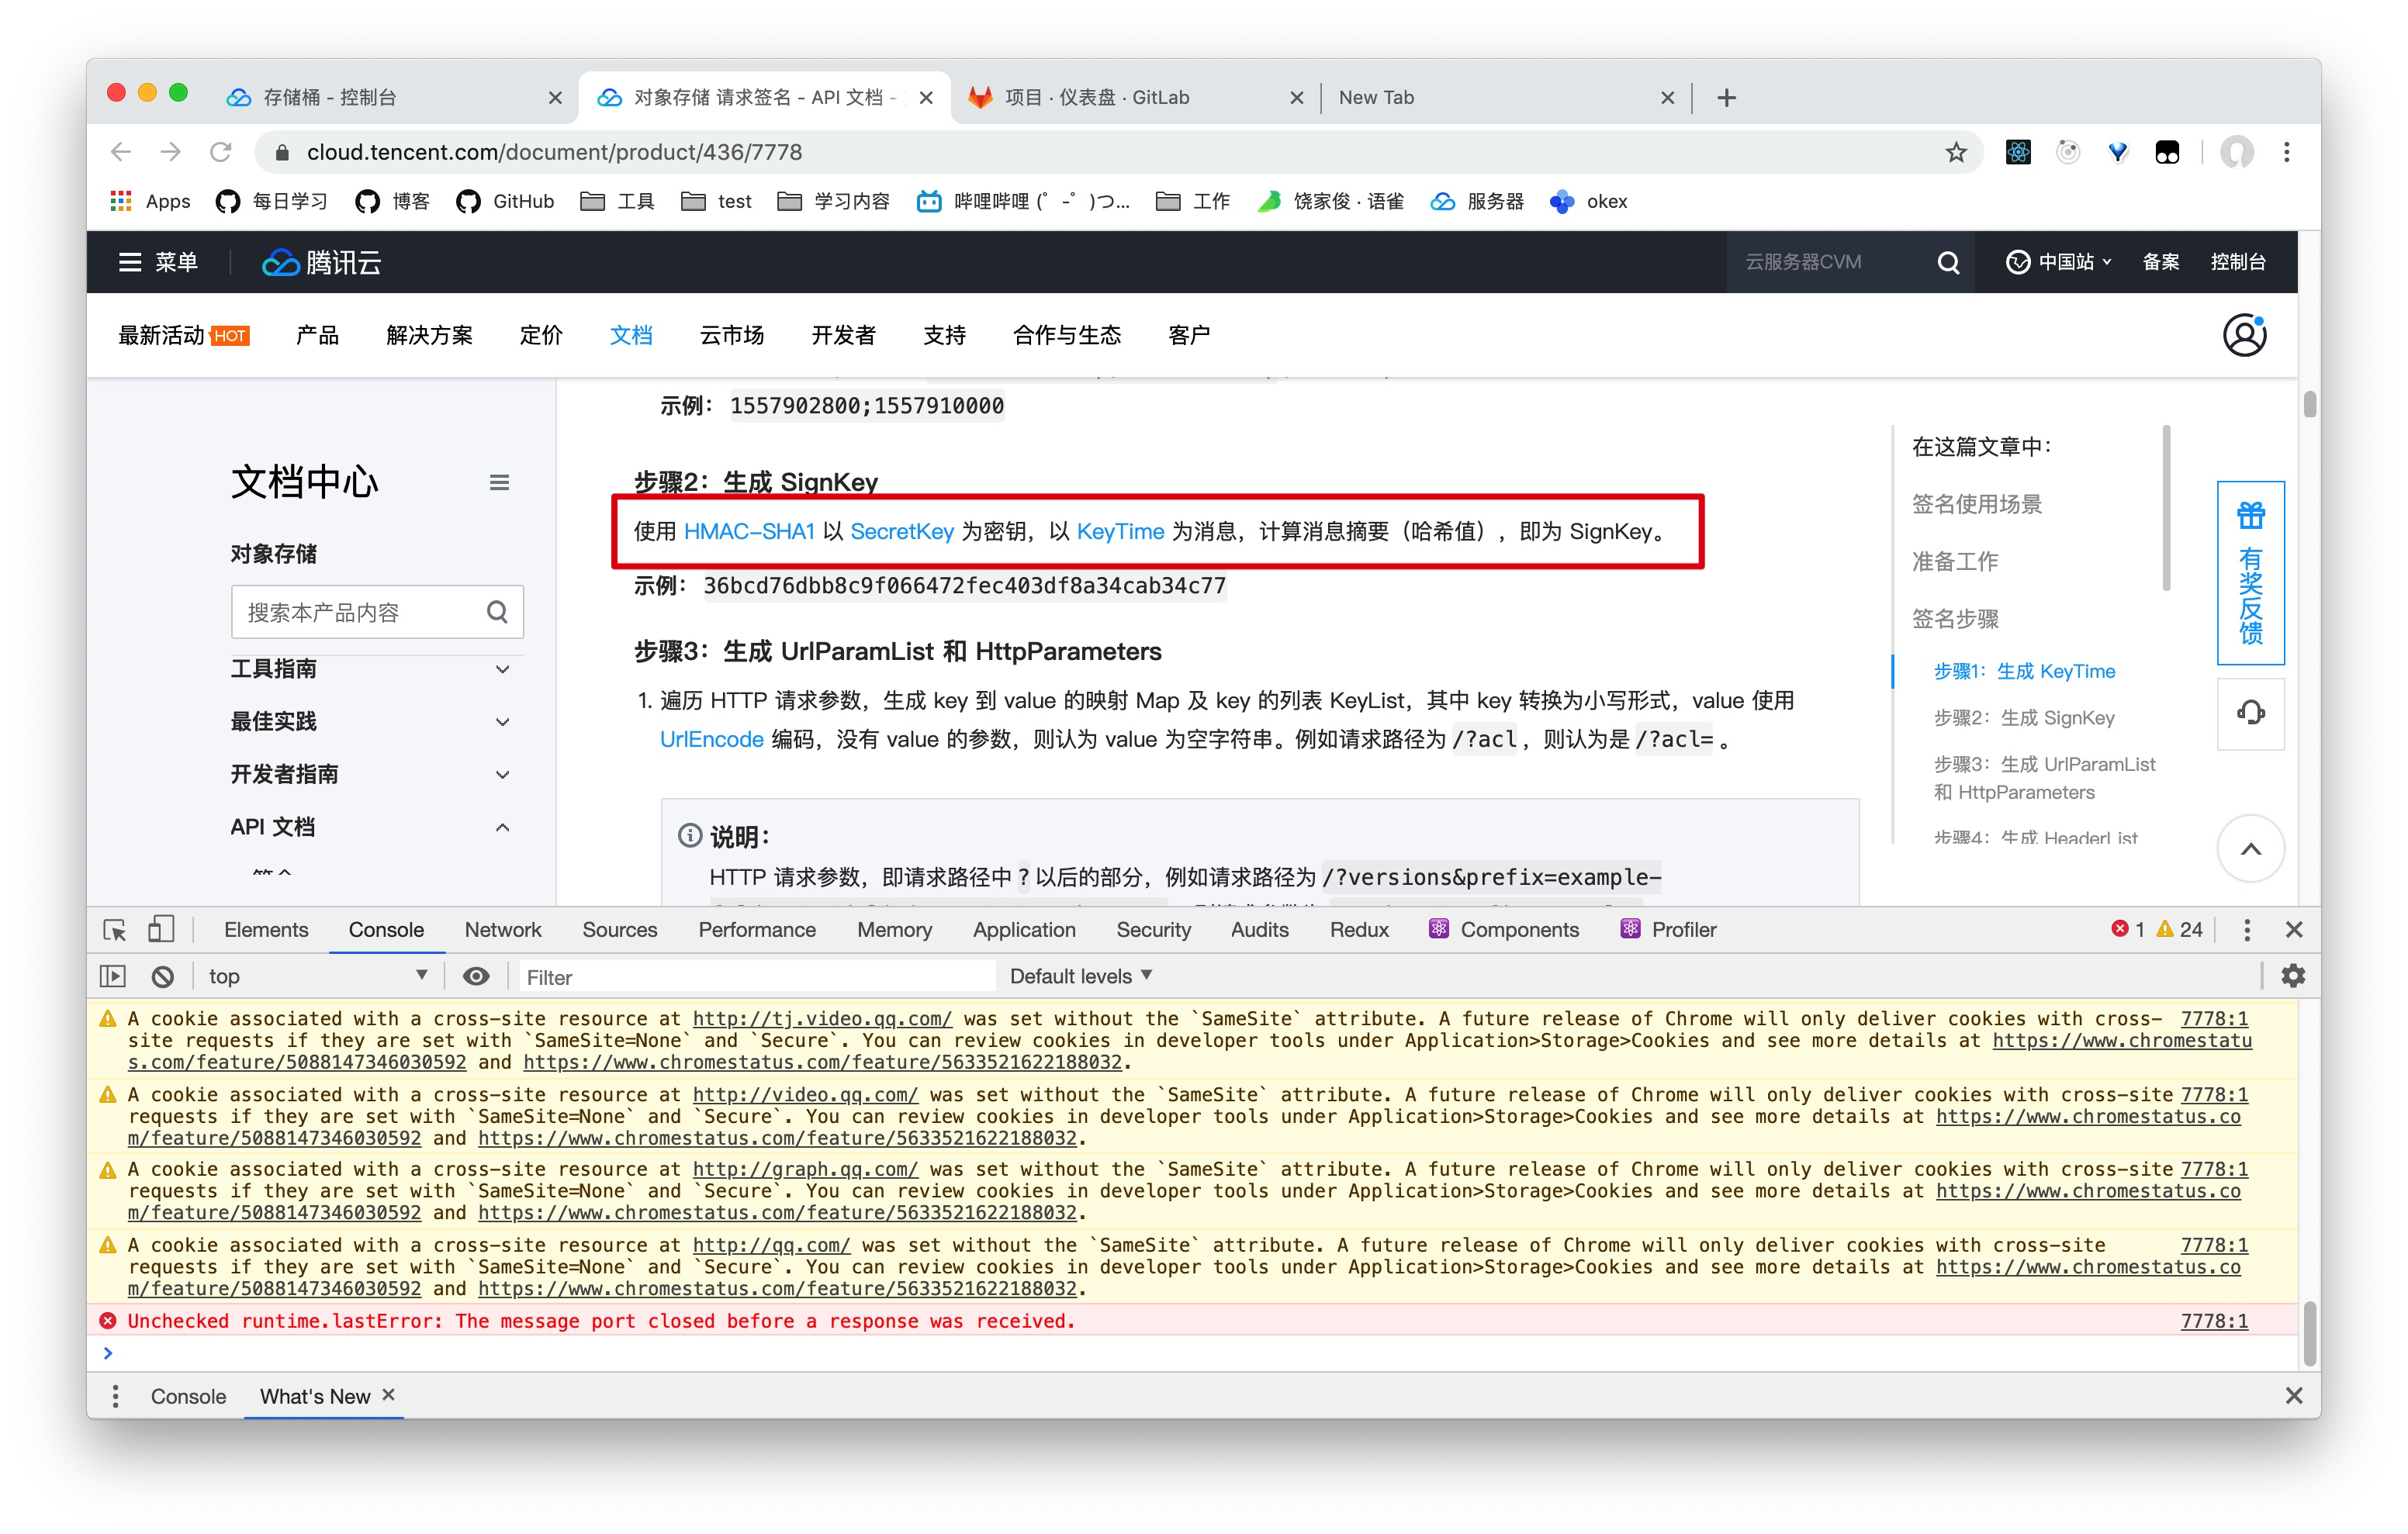 存储桶 - 控制台
对象存储 请求签名 - API 文档 -
项目 · 仪表盘 · GitLab
New Tab
cloud.tencent.com/document/product/436/7778
Apps 每日学习 博客 GitHub 工具 test 学习内容 哔哩哔哩 (゜-゜)つ... 工作 饶家俊 · 语雀 服务器 okex
菜单 腾讯云 云服务器CVM 中国站 备案 控制台
最新活动 HOT 产品 解决方案 定价 文档 云市场 开发者 支持 合作与生态 客户
文档中心
对象存储
搜索本产品内容
工具指南
最佳实践
开发者指南
API 文档
示例： 1557902800;1557910000
步骤2：生成 SignKey
使用 HMAC-SHA1 以 SecretKey 为密钥，以 KeyTime 为消息，计算消息摘要（哈希值），即为 SignKey。
示例： 36bcd76dbb8c9f066472fec403df8a34cab34c77
步骤3：生成 UrlParamList 和 HttpParameters
1. 遍历 HTTP 请求参数，生成 key 到 value 的映射 Map 及 key 的列表 KeyList，其中 key 转换为小写形式，value 使用
UrlEncode 编码，没有 value 的参数，则认为 value 为空字符串。例如请求路径为 /?acl ，则认为是 /?acl= 。
说明：
HTTP 请求参数，即请求路径中 ? 以后的部分，例如请求路径为 /?versions&prefix=example-
在这篇文章中：
签名使用场景
准备工作
签名步骤
步骤1：生成 KeyTime
步骤2：生成 SignKey
步骤3：生成 UrlParamList
和 HttpParameters
步骤4：生成 HeaderList
有奖反馈
Elements Console Network Sources Performance Memory Application Security Audits Redux Components Profiler 1 24
top Filter Default levels
A cookie associated with a cross-site resource at http://tj.video.qq.com/ was set without the `SameSite` attribute. A future release of Chrome will only deliver cookies with cross- 7778:1
site requests if they are set with `SameSite=None` and `Secure`. You can review cookies in developer tools under Application>Storage>Cookies and see more details at https://www.chromestatu
s.com/feature/5088147346030592 and https://www.chromestatus.com/feature/5633521622188032.
A cookie associated with a cross-site resource at http://video.qq.com/ was set without the `SameSite` attribute. A future release of Chrome will only deliver cookies with cross-site 7778:1
requests if they are set with `SameSite=None` and `Secure`. You can review cookies in developer tools under Application>Storage>Cookies and see more details at https://www.chromestatus.co
m/feature/5088147346030592 and https://www.chromestatus.com/feature/5633521622188032.
A cookie associated with a cross-site resource at http://graph.qq.com/ was set without the `SameSite` attribute. A future release of Chrome will only deliver cookies with cross-site 7778:1
requests if they are set with `SameSite=None` and `Secure`. You can review cookies in developer tools under Application>Storage>Cookies and see more details at https://www.chromestatus.co
m/feature/5088147346030592 and https://www.chromestatus.com/feature/5633521622188032.
A cookie associated with a cross-site resource at http://qq.com/ was set without the `SameSite` attribute. A future release of Chrome will only deliver cookies with cross-site 7778:1
requests if they are set with `SameSite=None` and `Secure`. You can review cookies in developer tools under Application>Storage>Cookies and see more details at https://www.chromestatus.co
m/feature/5088147346030592 and https://www.chromestatus.com/feature/5633521622188032.
Unchecked runtime.lastError: The message port closed before a response was received. 7778:1
Console What's New